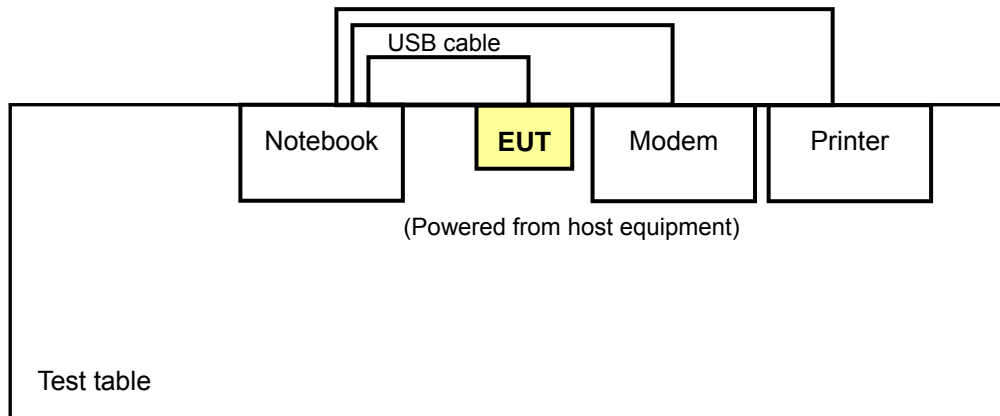 USB cable
Notebook
EUT
Modem
Printer
(Powered from host equipment)
Test table